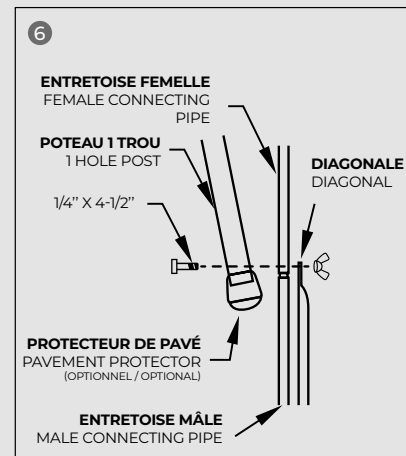 6
ENTRETOISE FEMELLE
FEMALE CONNECTING
PIPE
POTEAU 1 TROU
1 HOLE POST
DIAGONALE
DIAGONAL
1/4’’ X 4-1/2’’
PROTECTEUR DE PAVÉ
PAVEMENT PROTECTOR
(OPTIONNEL / OPTIONAL)
ENTRETOISE MÂLE
MALE CONNECTING PIPE